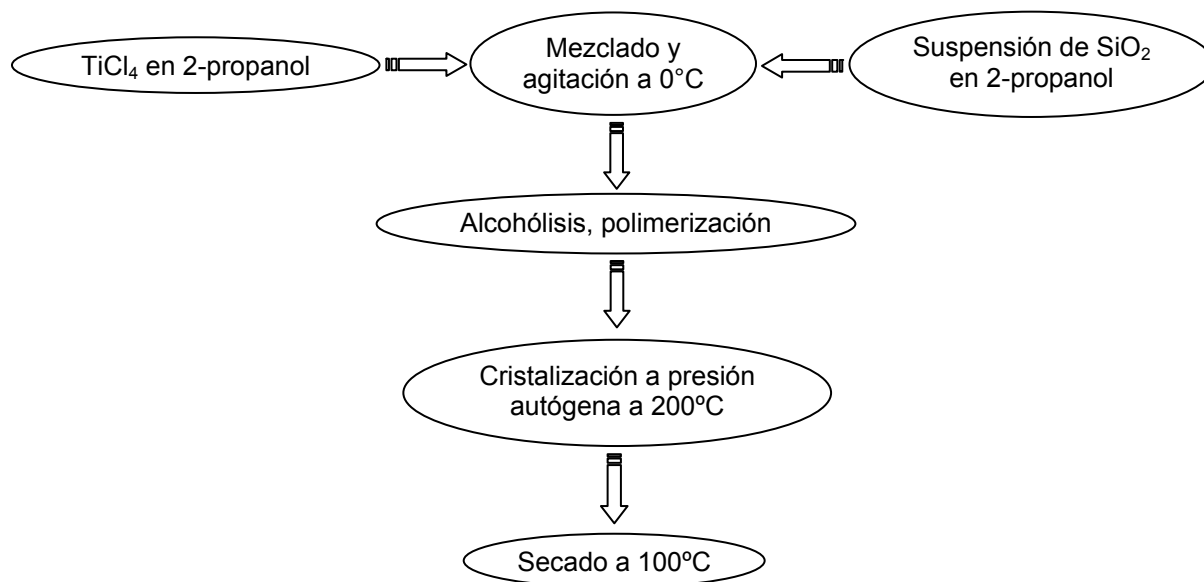 TiCl₄ en 2-propanol
Mezclado y
agitación a 0°C
Suspensión de SiO₂
en 2-propanol
Alcohólisis, polimerización
Cristalización a presión
autógena a 200ºC
Secado a 100ºC